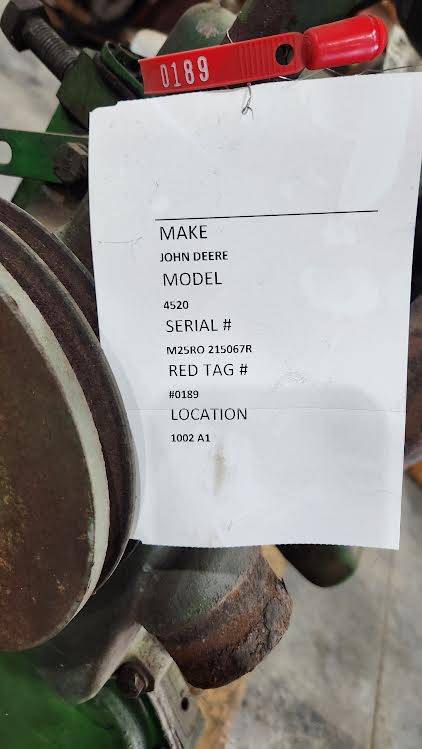 0189
MAKE
JOHN DEERE
MODEL
4520
SERIAL #
M25RO 215067R
RED TAG #
#0189
LOCATION
1002 A1